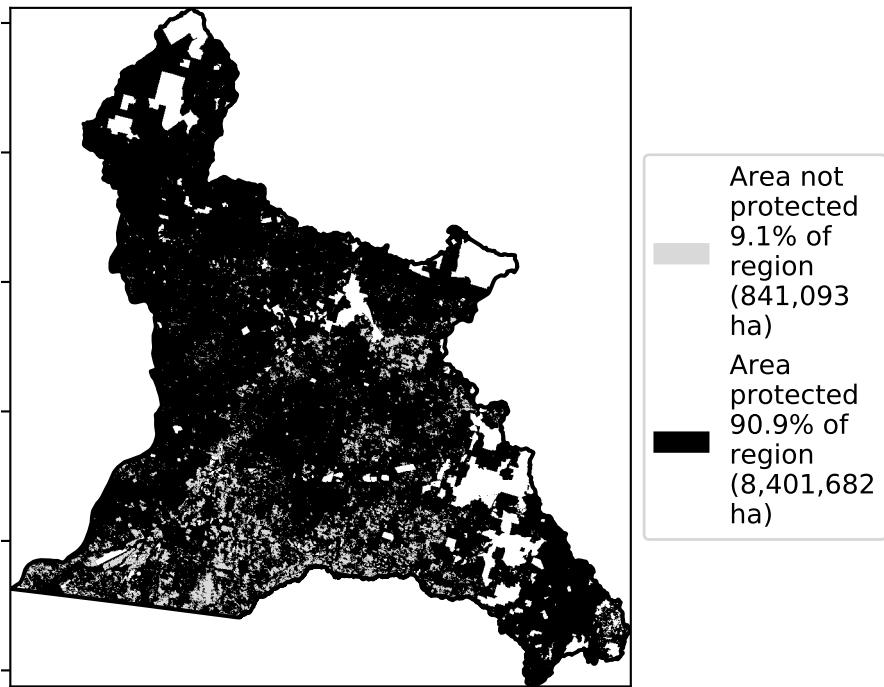 Area not
protected
9.1% of
region
(841,093
ha)
Area
protected
90.9% of
region
(8,401,682
ha)